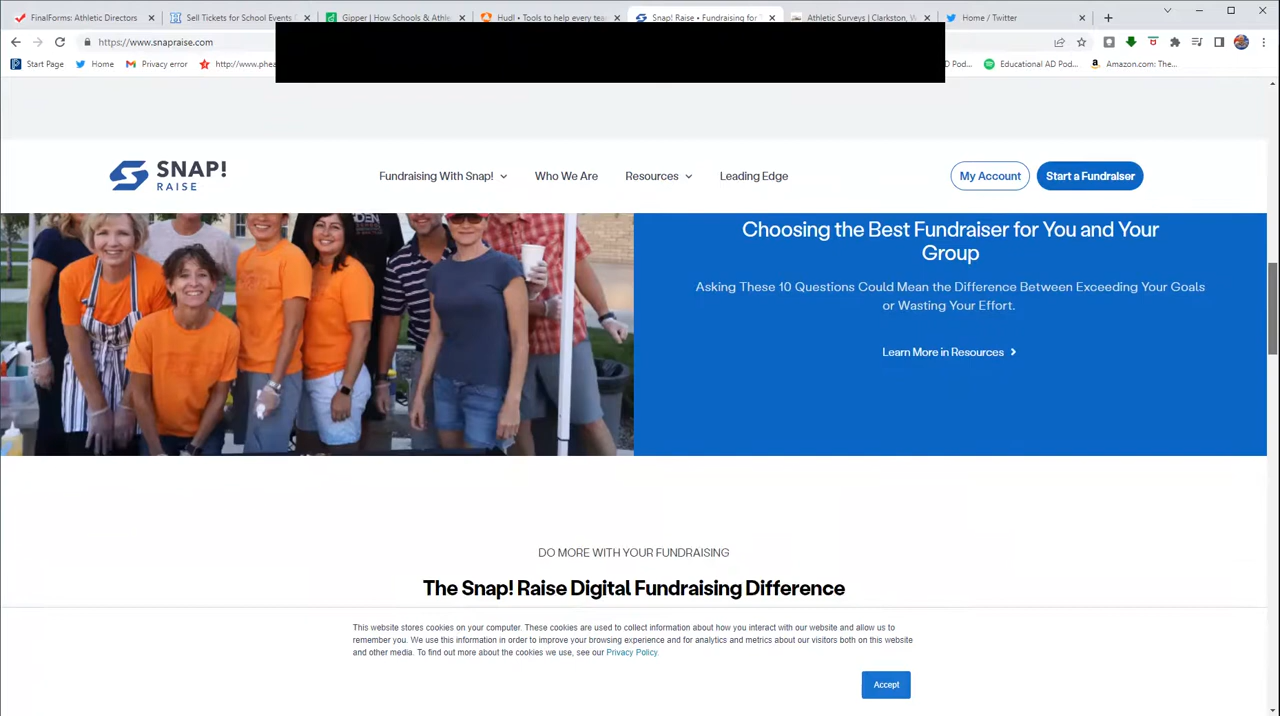 FinalForms: Athletic Directors
Sell Tickets for School Events
Gipper | How Schools & Athle
Hudl • Tools to help every tea
Snap! Raise • Fundraising for
Athletic Surveys | Clarkston, W
Home / Twitter
https://www.snapraise.com
Start Page
Home
Privacy error
http://www.phea
AD Pod...
Educational AD Pod...
Amazon.com: The...
SNAP!
RAISE
Fundraising With Snap!
Who We Are
Resources
Leading Edge
My Account
Start a Fundraiser
DEN
Choosing the Best Fundraiser for You and Your
Group
Asking These 10 Questions Could Mean the Difference Between Exceeding Your Goals
or Wasting Your Effort.
Learn More in Resources
DO MORE WITH YOUR FUNDRAISING
The Snap! Raise Digital Fundraising Difference
This website stores cookies on your computer. These cookies are used to collect information about how you interact with our website and allow us to
remember you. We use this information in order to improve your browsing experience and for analytics and metrics about our visitors both on this website
and other media. To find out more about the cookies we use, see our Privacy Policy.
Accept